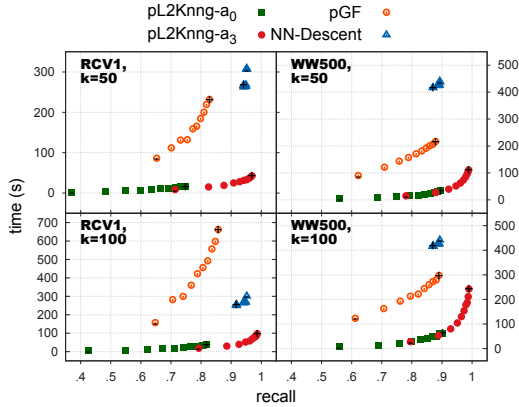 pL2Knng-a0 pGF
pL2Knng-a3 NN-Descent
RCV1,
k=50
WW500,
k=50
300
200
100
0
500
400
300
200
100
0
RCV1,
k=100
WW500,
k=100
700
600
500
400
300
200
100
0
500
400
300
200
100
0
.4 .5 .6 .7 .8 .9 1
.4 .5 .6 .7 .8 .9 1
time (s)
recall